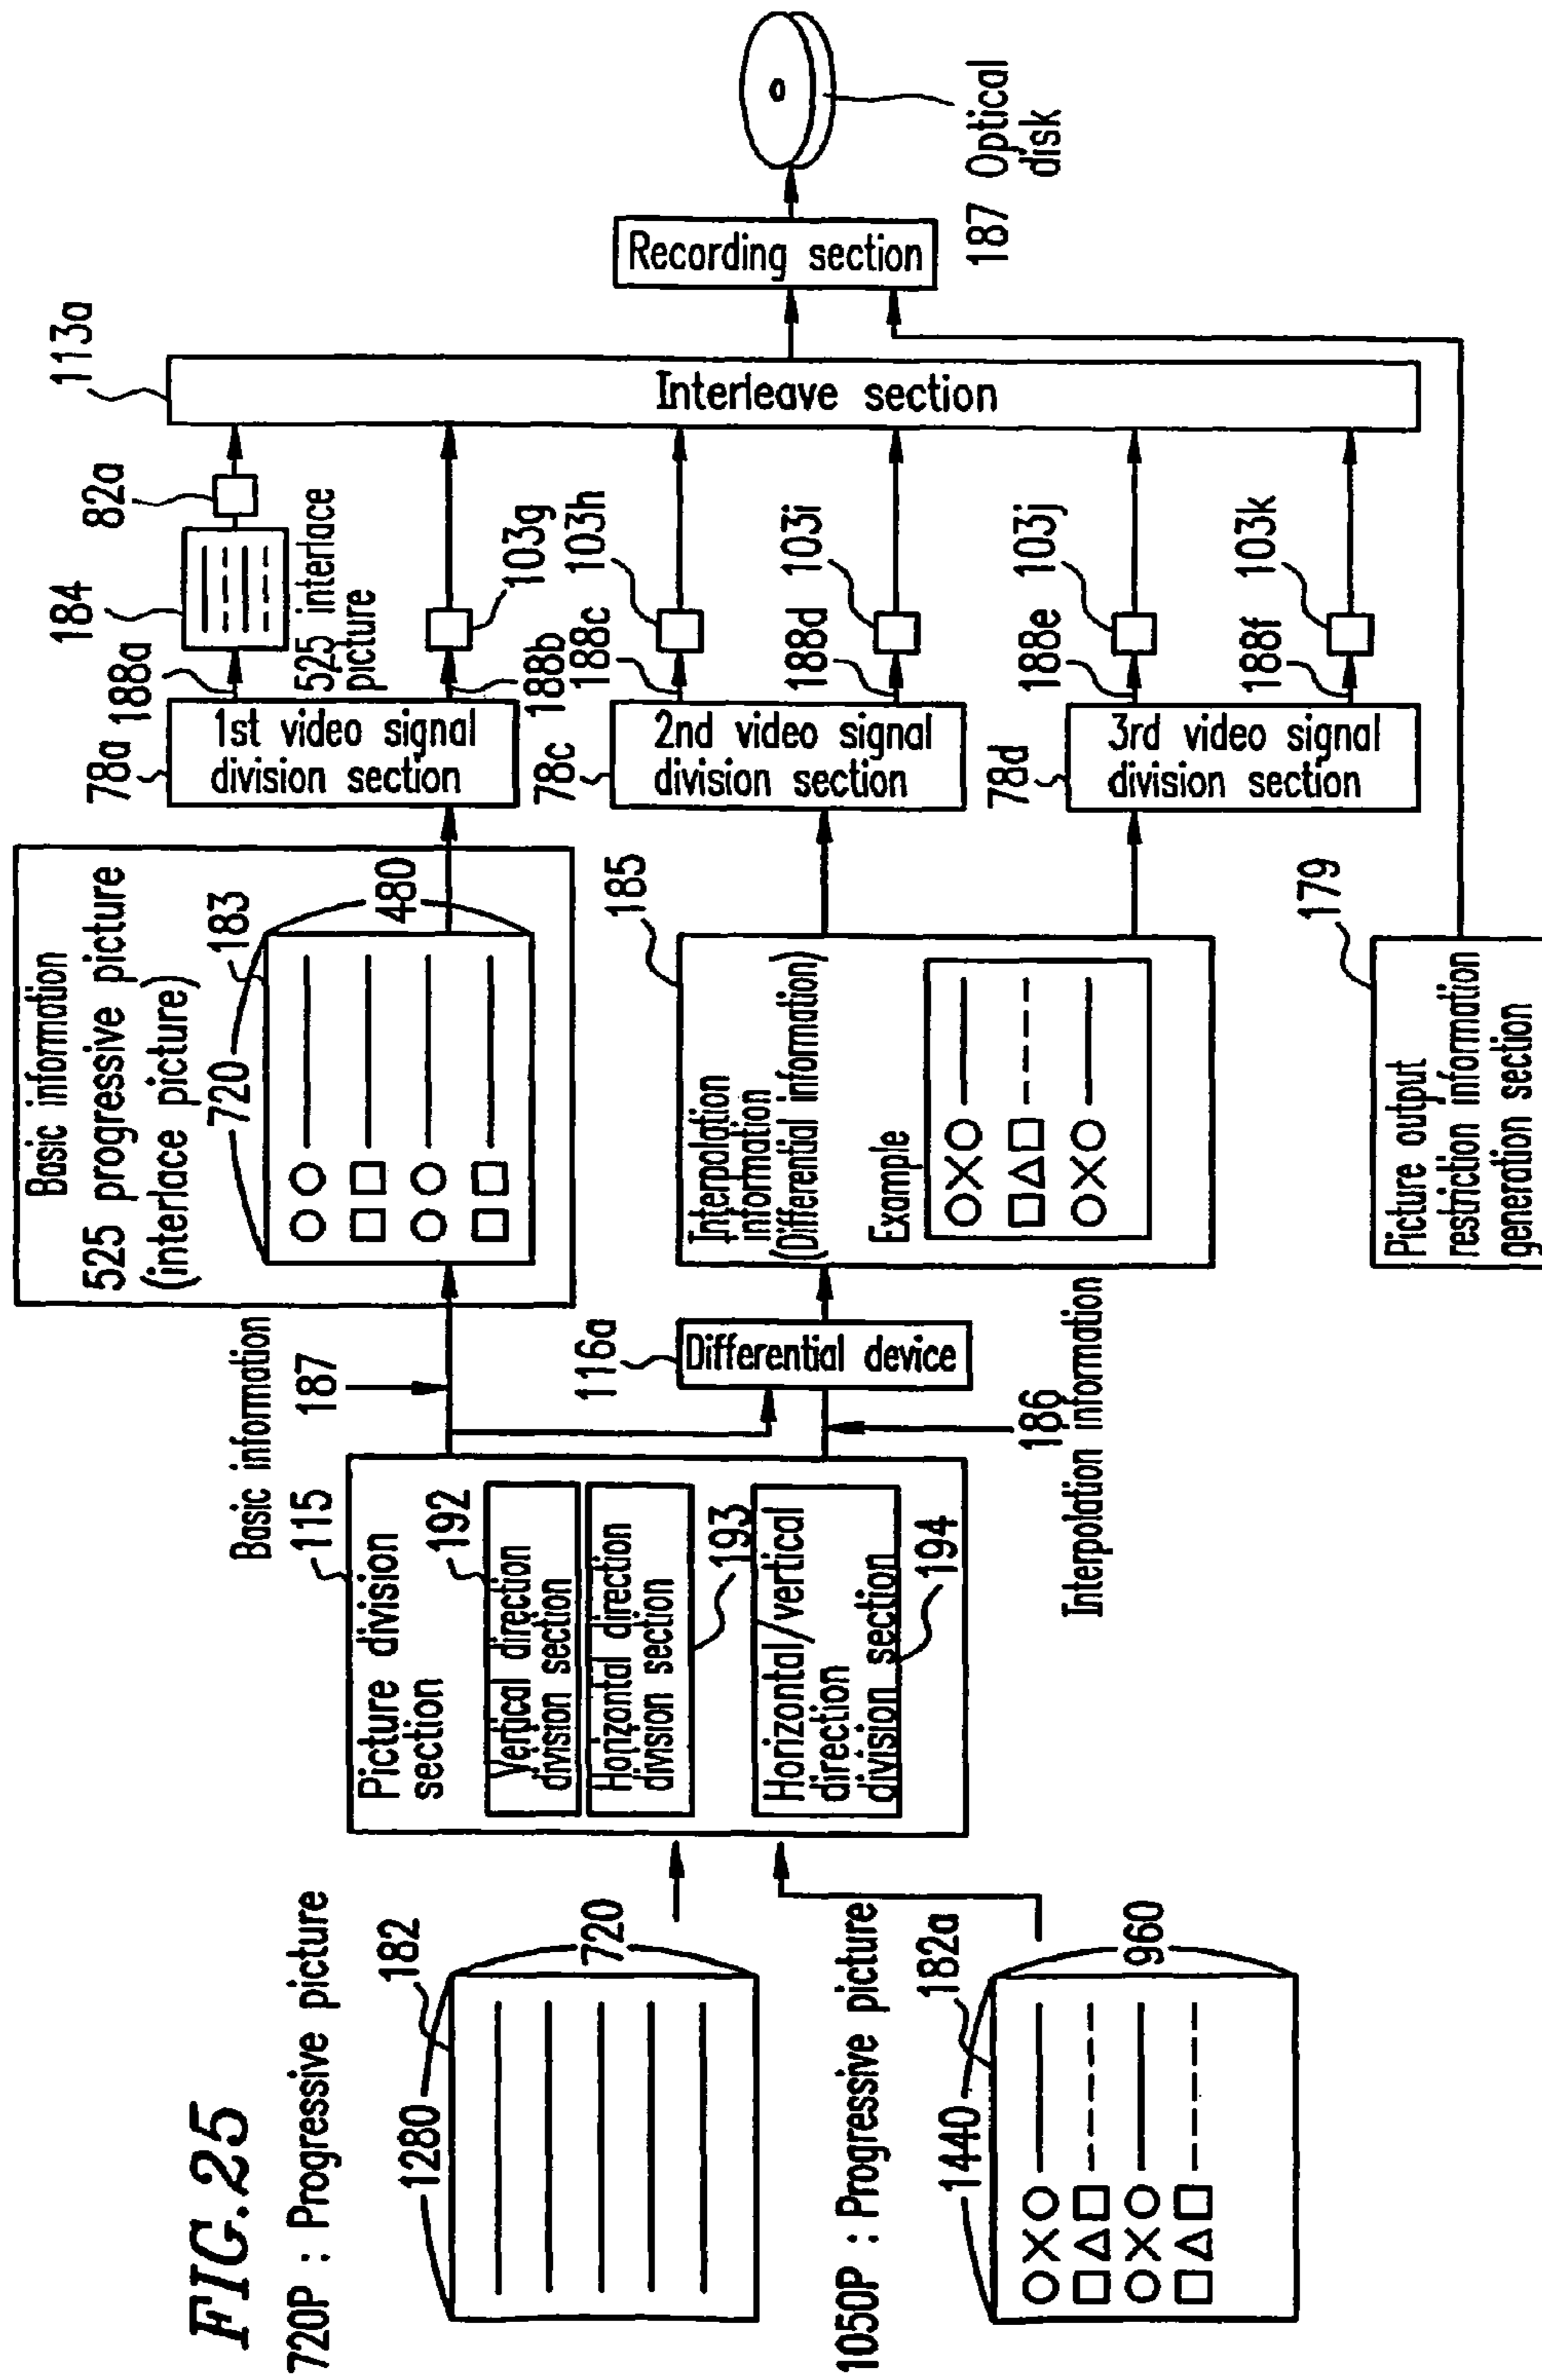 FIG.25
720P : Progressive picture
1280
182
720
1050P : Progressive picture
1440
182a
960
115
Picture division
section
192
Vertical direction
division section
Horizontal direction
division section
193
Horizontal/vertical
direction
division section
194
Basic information
187
116a
Differential device
186
Interpolation information
Basic information
525 progressive picture
(interlace picture)
720
183
480
185
Interpolation
information
(Differential information)
Example
179
Picture output
restriction information
generation section
78a
1st video signal
division section
78c
2nd video signal
division section
78d
3rd video signal
division section
188a
184
82a
525 interlace
picture
188b
103g
188c
103h
188d
103i
188e
103j
188f
103k
113a
Interleave section
Recording section
187 Optical
disk